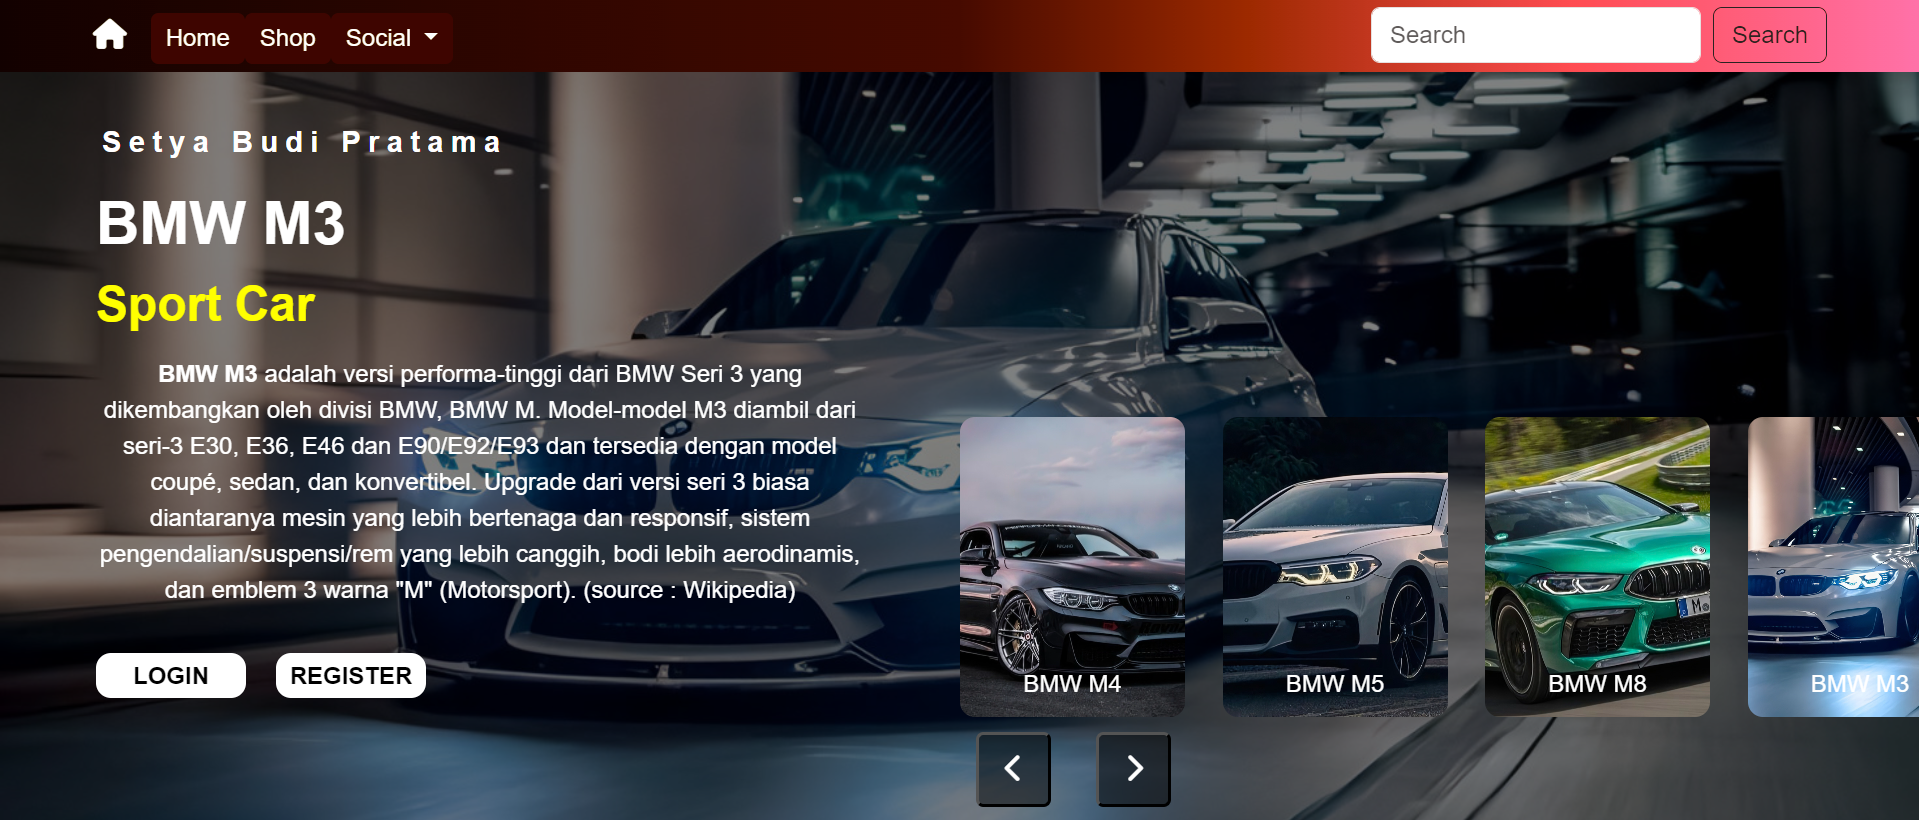 Home Shop Social
Search Search
Setya Budi Pratama
BMW M3
Sport Car
BMW M3 adalah versi performa-tinggi dari BMW Seri 3 yang
dikembangkan oleh divisi BMW, BMW M. Model-model M3 diambil dari
seri-3 E30, E36, E46 dan E90/E92/E93 dan tersedia dengan model
coupé, sedan, dan konvertibel. Upgrade dari versi seri 3 biasa
diantaranya mesin yang lebih bertenaga dan responsif, sistem
pengendalian/suspensi/rem yang lebih canggih, bodi lebih aerodinamis,
dan emblem 3 warna "M" (Motorsport). (source : Wikipedia)
LOGIN REGISTER
BMW M4 BMW M5 BMW M8 BMW M3